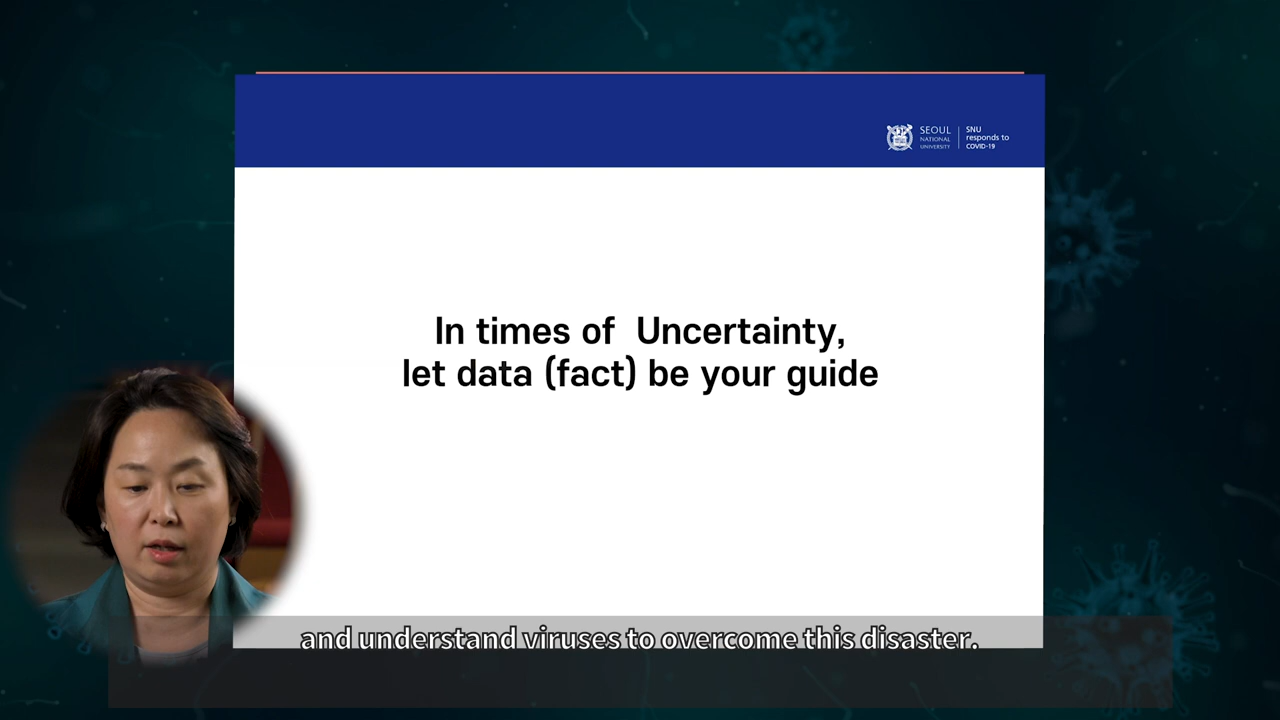 SEOUL
NATIONAL
UNIVERSITY
SNU
responds to
COVID-19
In times of  Uncertainty,
let data (fact) be your guide
and understand viruses to overcome this disaster.